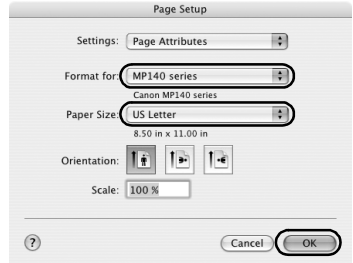 Page Setup
Settings: Page Attributes
Format for: MP140 series
Canon MP140 series
Paper Size: US Letter
8.50 in x 11.00 in
Orientation:
Scale: 100 %
? Cancel OK